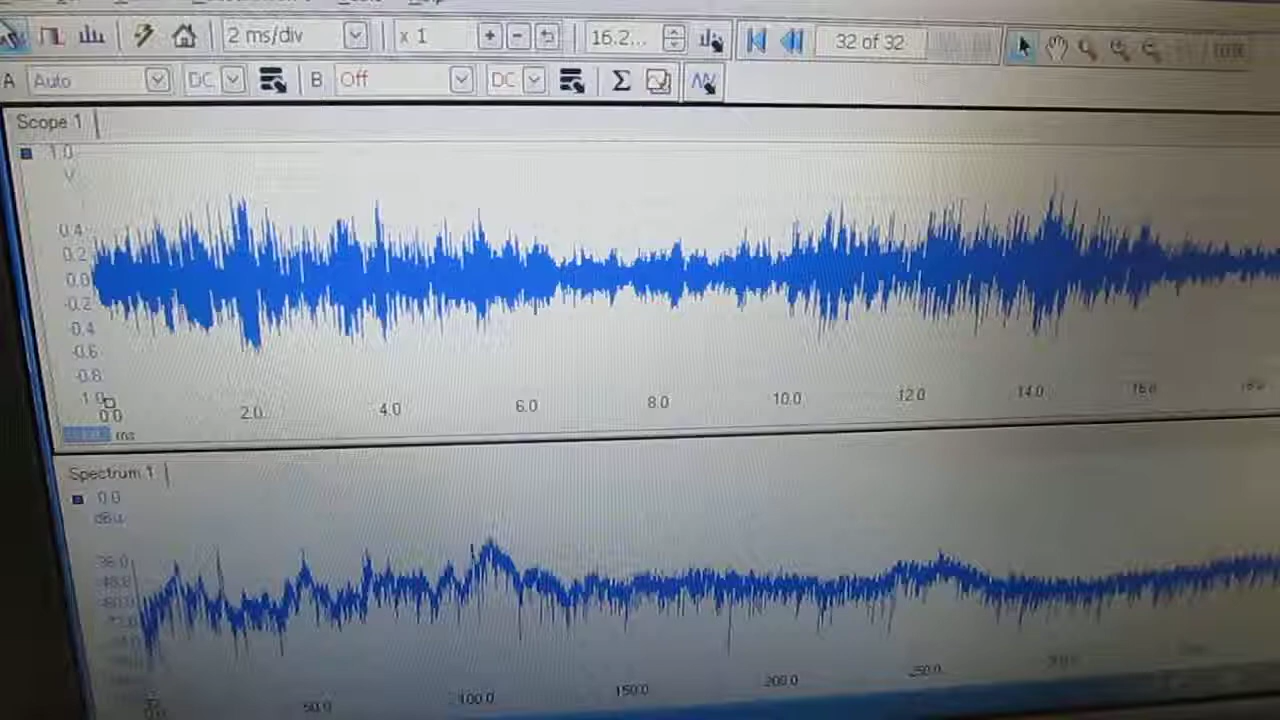 2 ms/div x 1 16.2... 32 of 32
A Auto DC B Off DC
Scope 1
1.0
V
0.4
0.2
0.0
-0.2
-0.4
-0.6
-0.8
0.0 2.0 4.0 6.0 8.0 10.0 12.0 14.0 16.0
ms
Spectrum 1
0.0
dBu
50.0 100.0 150.0 200.0 250.0